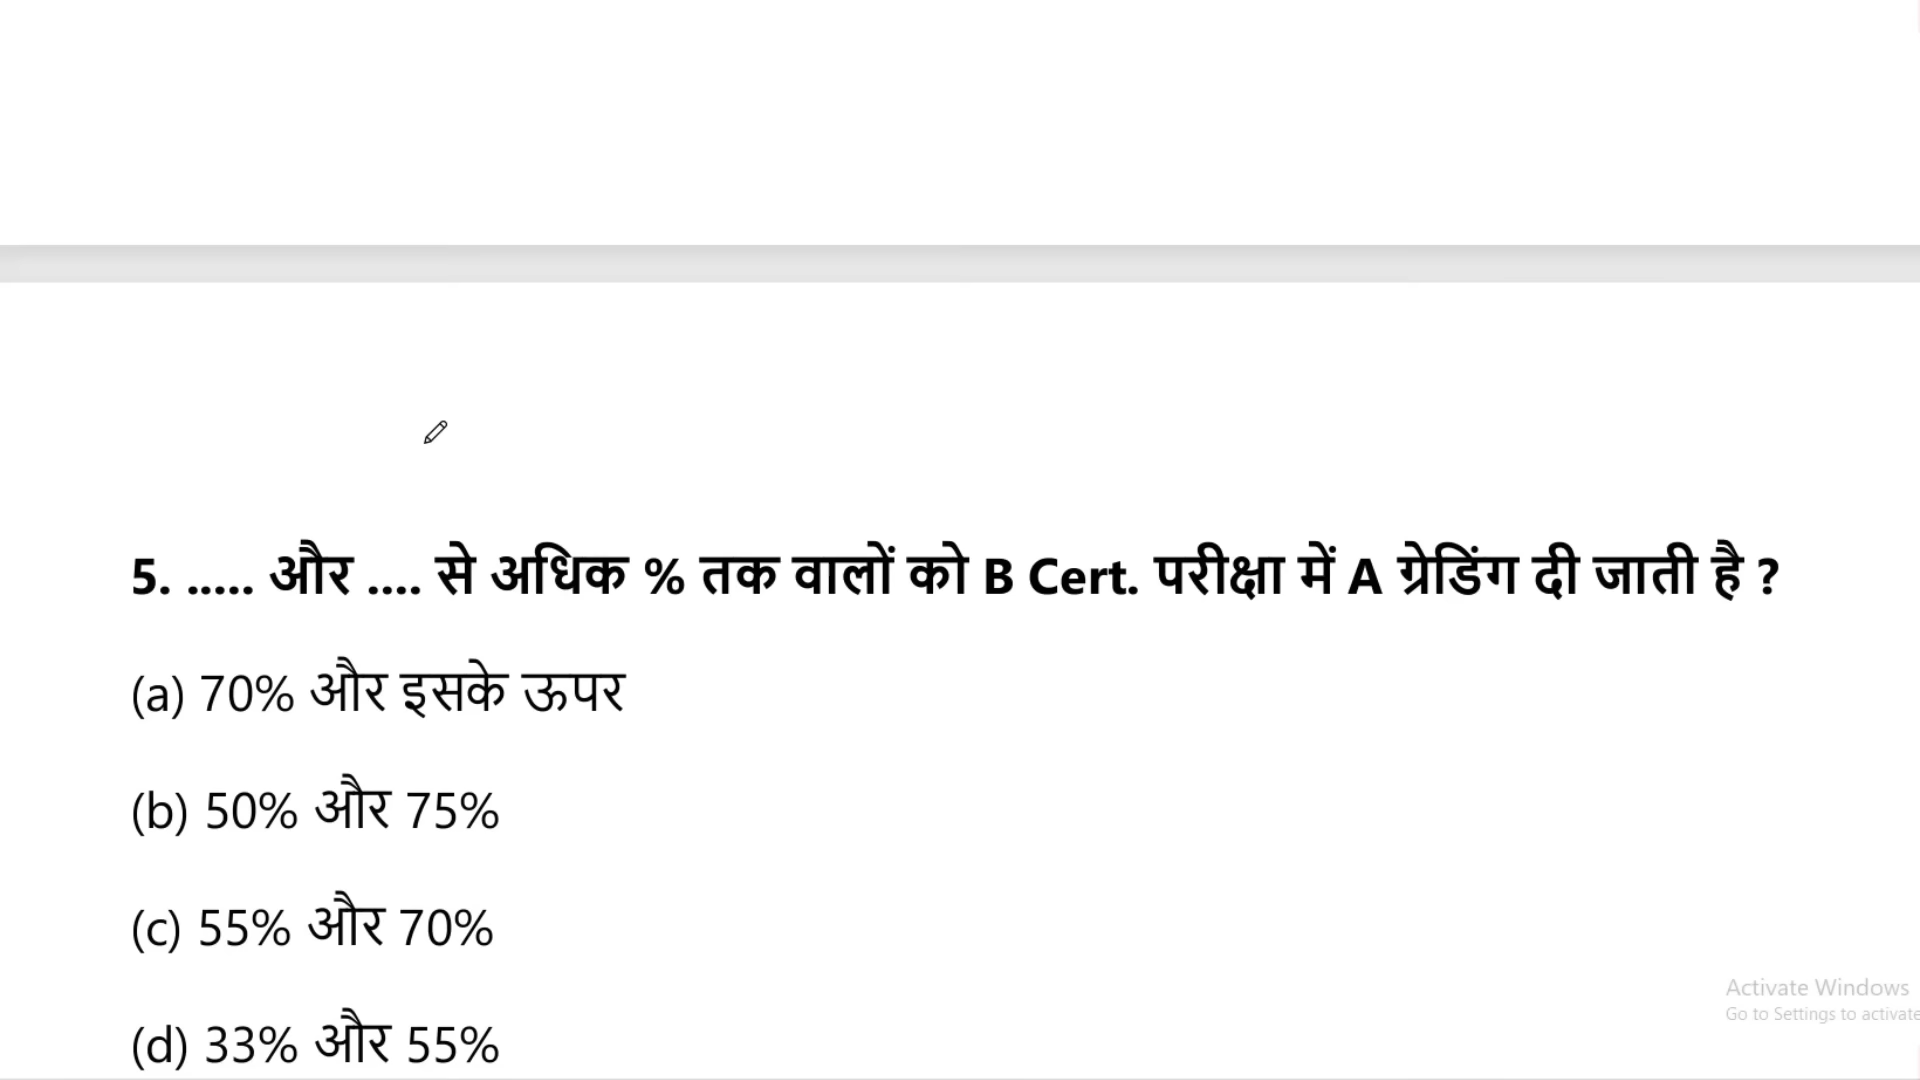 5. ..... और .... से अधिक % तक वालों को B Cert. परीक्षा में A ग्रेडिंग दी जाती है ?
(a) 70% और इसके ऊपर
(b) 50% और 75%
(c) 55% और 70%
(d) 33% और 55%
Activate Windows
Go to Settings to activate